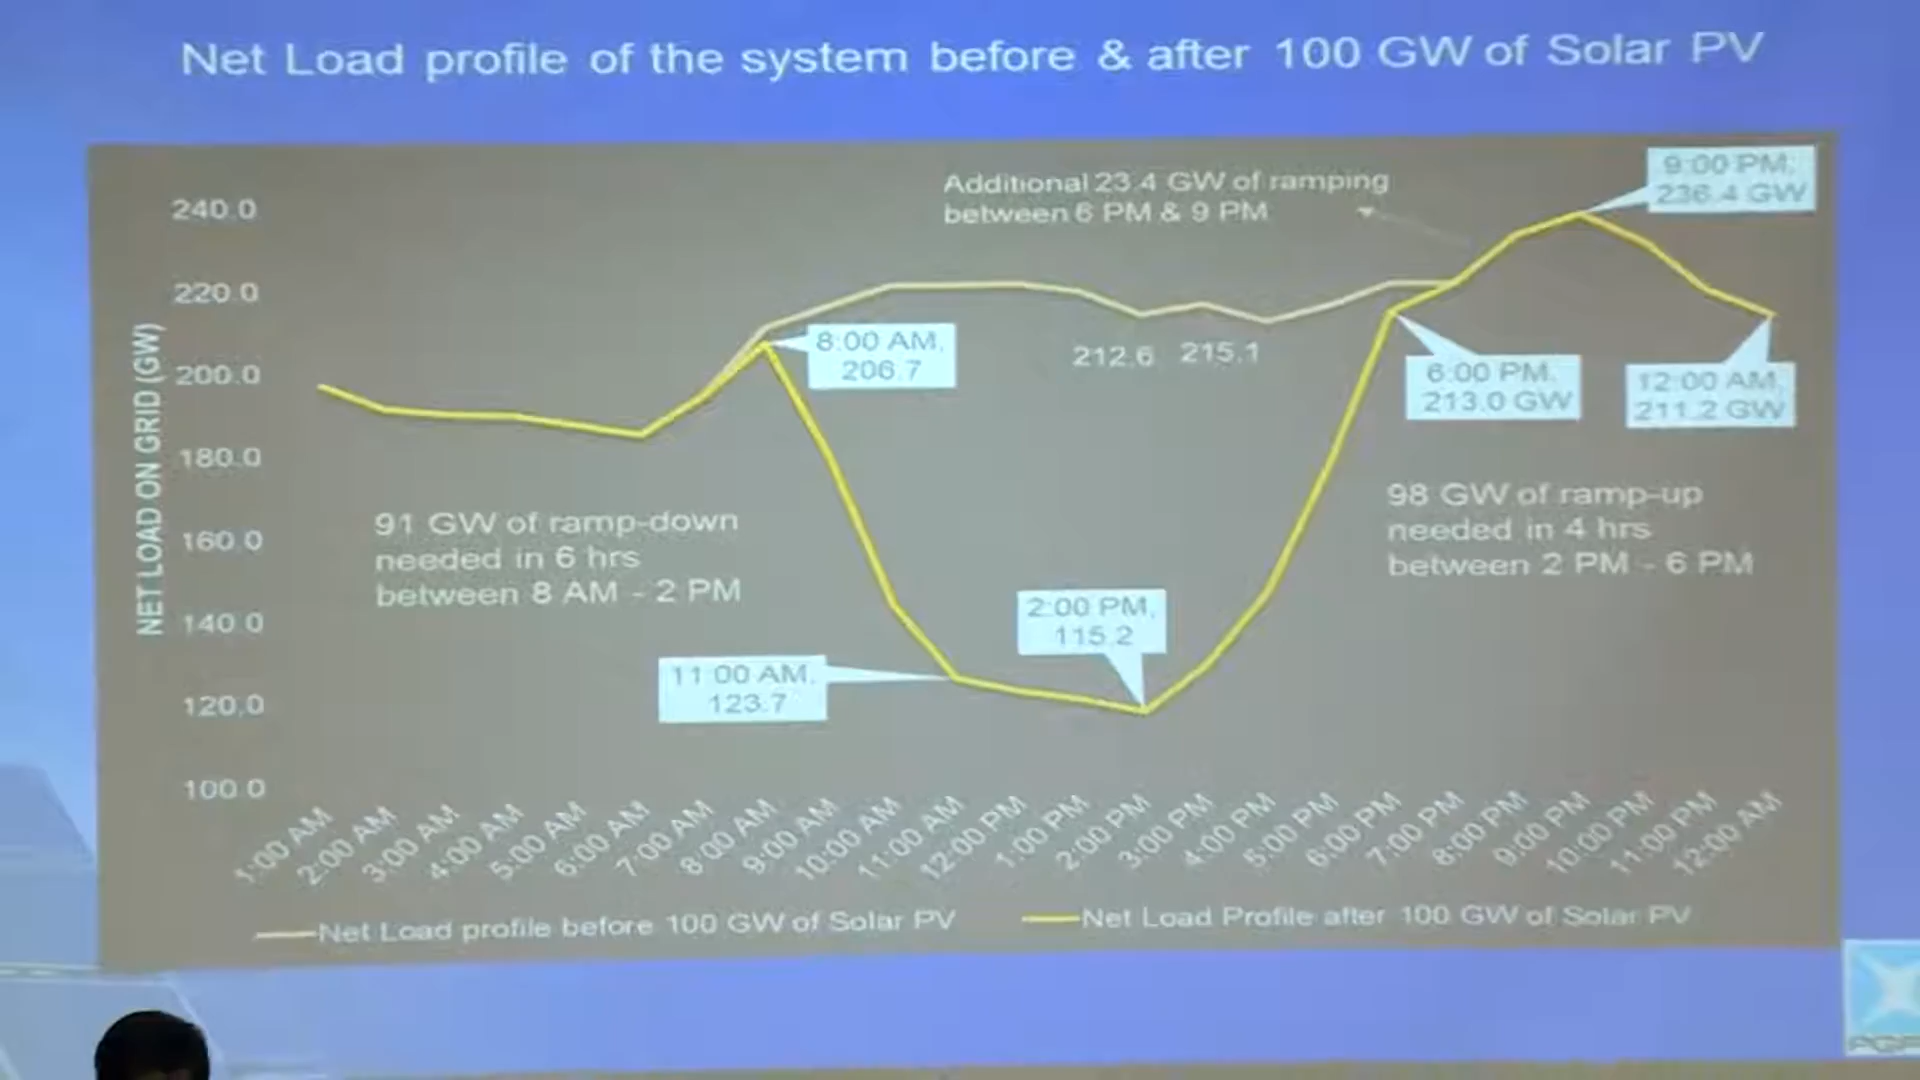 Net Load profile of the system before & after 100 GW of Solar PV
Additional 23.4 GW of ramping
between 6 PM & 9 PM
9:00 PM,
236.4 GW
240.0
220.0
200.0
180.0
160.0
140.0
120.0
100.0
NET LOAD ON GRID (GW)
8:00 AM,
206.7
212.6
215.1
6:00 PM,
213.0 GW
12:00 AM,
211.2 GW
91 GW of ramp-down
needed in 6 hrs
between 8 AM - 2 PM
98 GW of ramp-up
needed in 4 hrs
between 2 PM - 6 PM
2:00 PM,
115.2
11:00 AM,
123.7
1:00 AM
2:00 AM
3:00 AM
4:00 AM
5:00 AM
6:00 AM
7:00 AM
8:00 AM
9:00 AM
10:00 AM
11:00 AM
12:00 PM
1:00 PM
2:00 PM
3:00 PM
4:00 PM
5:00 PM
6:00 PM
7:00 PM
8:00 PM
9:00 PM
10:00 PM
11:00 PM
12:00 AM
Net Load profile before 100 GW of Solar PV
Net Load Profile after 100 GW of Solar PV